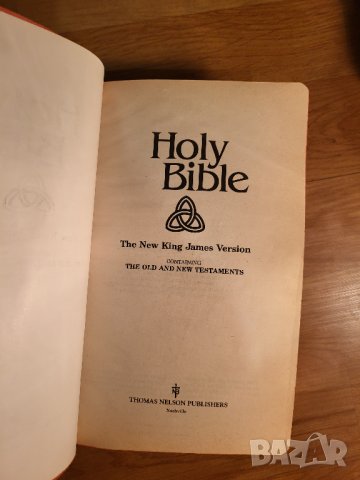 Holy
Bible
The New King James Version
CONTAINING
THE OLD AND NEW TESTAMENTS
THOMAS NELSON PUBLISHERS
Nashville
BAZAR